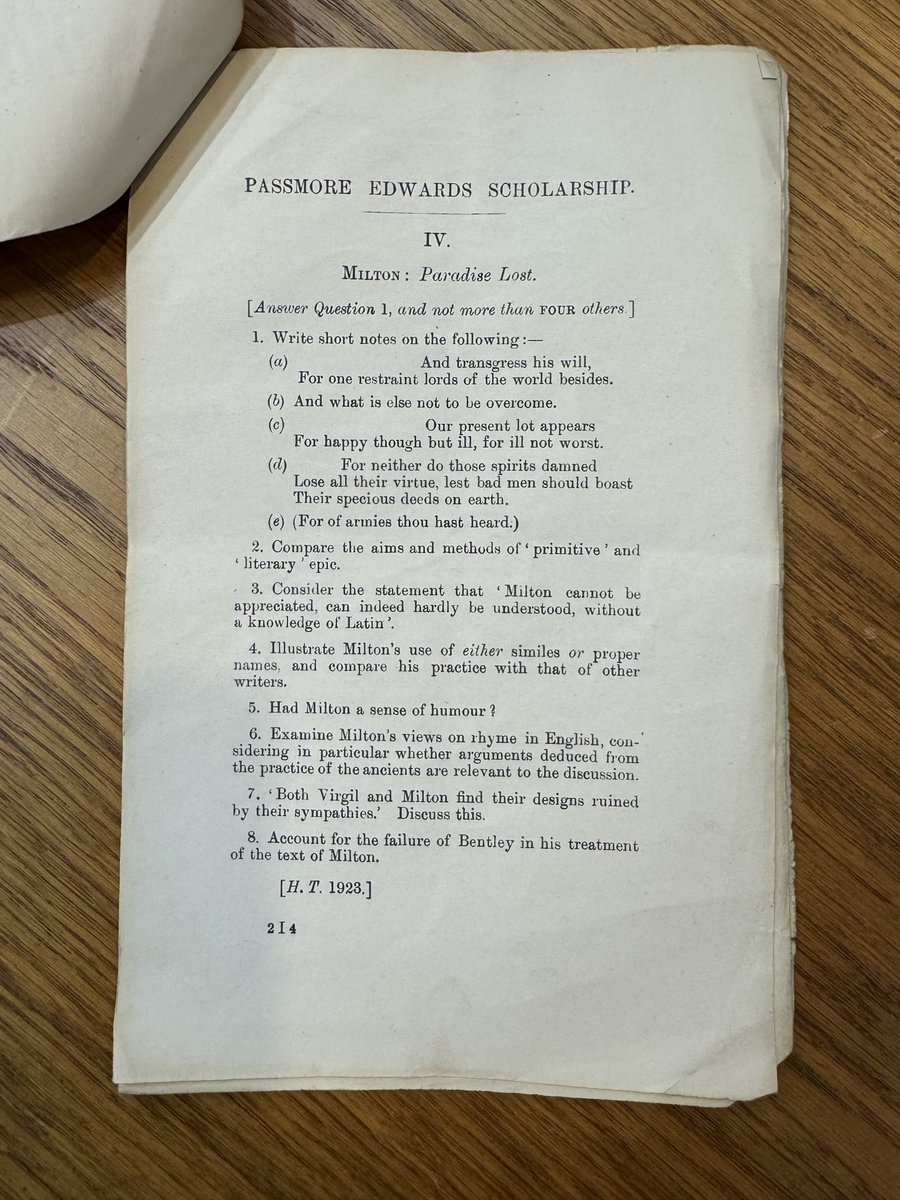 PASSMORE EDWARDS SCHOLARSHIP.
IV.
MILTON: Paradise Lost.
[Answer Question 1, and not more than FOUR others.]
1. Write short notes on the following:—
(a) And transgress his will,
For one restraint lords of the world besides.
(b) And what is else not to be overcome.
(c) Our present lot appears
For happy though but ill, for ill not worst.
(d) For neither do those spirits damned
Lose all their virtue, lest bad men should boast
Their specious deeds on earth.
(e) (For of armies thou hast heard.)
2. Compare the aims and methods of 'primitive' and
'literary' epic.
3. Consider the statement that 'Milton cannot be
appreciated, can indeed hardly be understood, without
a knowledge of Latin'.
4. Illustrate Milton's use of either similes or proper
names, and compare his practice with that of other
writers.
5. Had Milton a sense of humour?
6. Examine Milton's views on rhyme in English, con-
sidering in particular whether arguments deduced from
the practice of the ancients are relevant to the discussion.
7. 'Both Virgil and Milton find their designs ruined
by their sympathies.' Discuss this.
8. Account for the failure of Bentley in his treatment
of the text of Milton.
[H. T. 1923.]
2 I 4